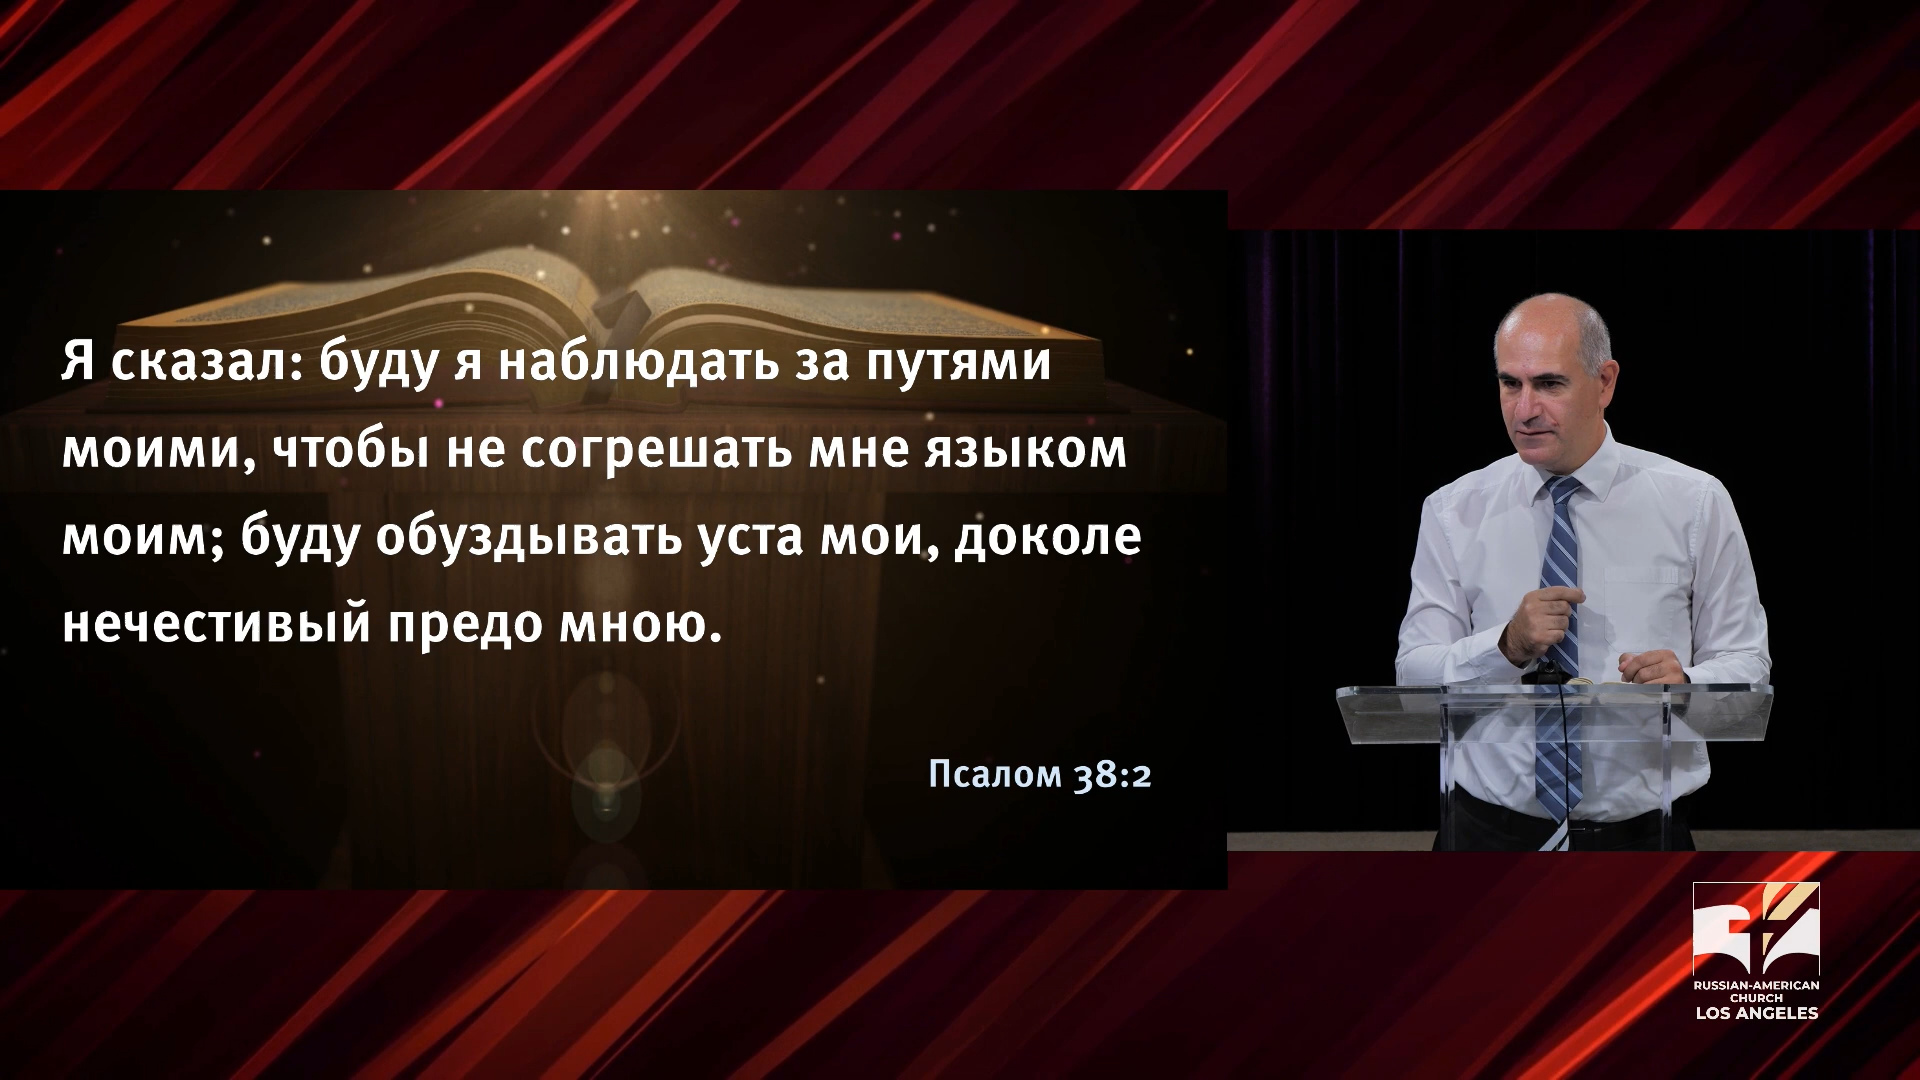 Я сказал: буду я наблюдать за путями
моими, чтобы не согрешать мне языком
моим; буду обуздывать уста мои, доколе
нечестивый предо мною.
Псалом 38:2
RUSSIAN-AMERICAN
CHURCH
LOS ANGELES